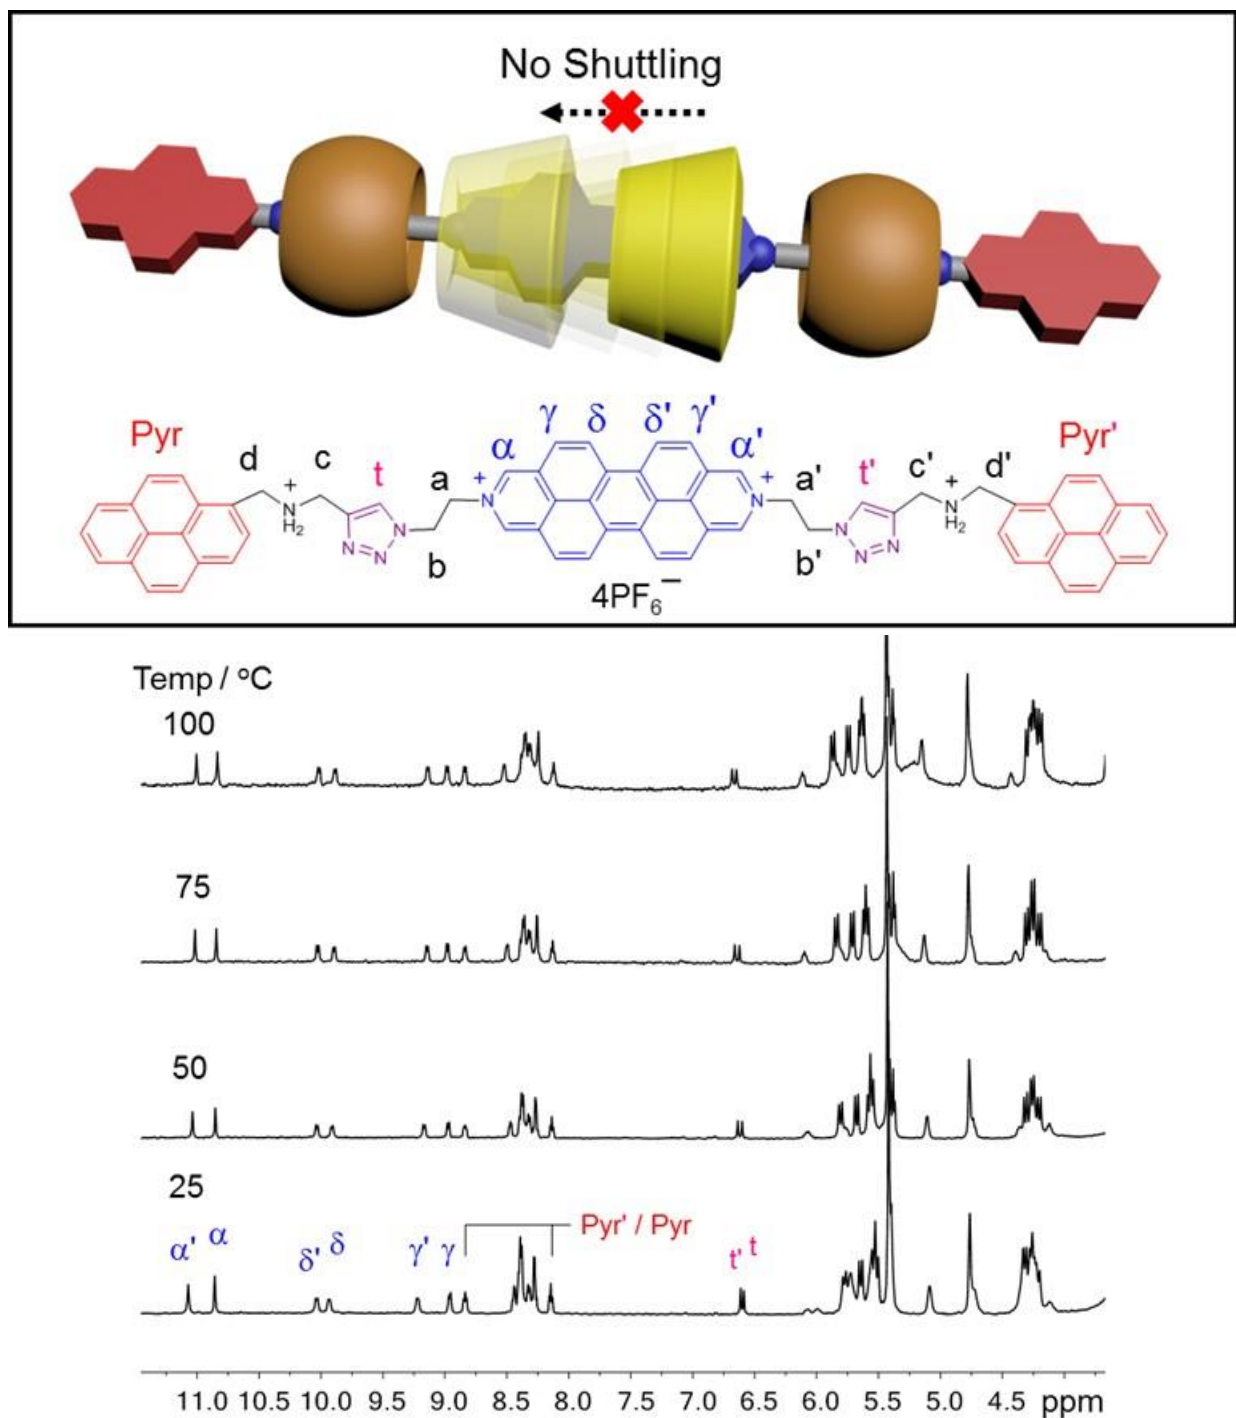 No Shuttling
Pyr
d
c
t
a
α
γ
δ
δ'
γ'
α'
a'
t'
c'
d'
Pyr'
+
+
+
+
NH2
N
N
N=N
N
N
N=N
NH2
b
b'
4PF6−
Temp / °C
100
75
50
25
α'
α
δ'
δ
γ'
γ
Pyr' / Pyr
t'
t
11.0 10.5 10.0 9.5 9.0 8.5 8.0 7.5 7.0 6.5 6.0 5.5 5.0 4.5 ppm